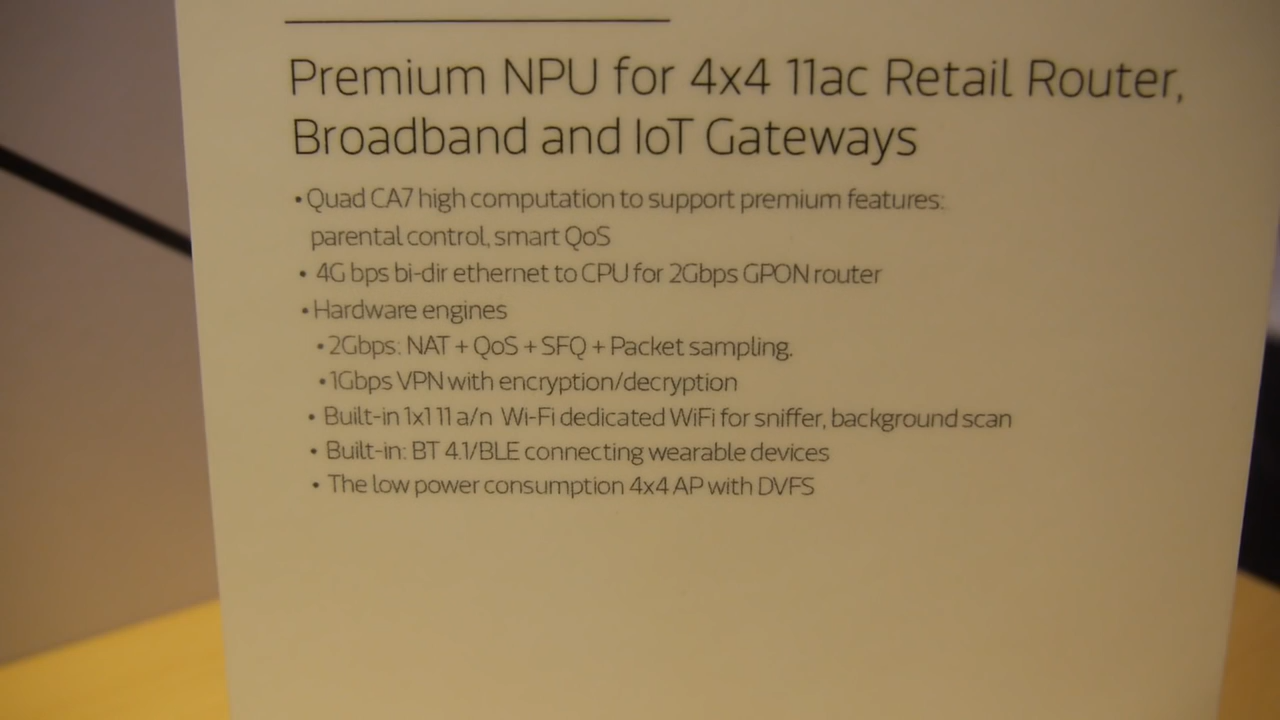 Premium NPU for 4x4 11ac Retail Router,
Broadband and IoT Gateways
• Quad CA7 high computation to support premium features:
parental control, smart QoS
• 4G bps bi-dir ethernet to CPU for 2Gbps GPON router
• Hardware engines
• 2Gbps: NAT + QoS + SFQ + Packet sampling.
• 1Gbps VPN with encryption/decryption
• Built-in 1x1 11 a/n Wi-Fi dedicated WiFi for sniffer, background scan
• Built-in: BT 4.1/BLE connecting wearable devices
• The low power consumption 4x4 AP with DVFS